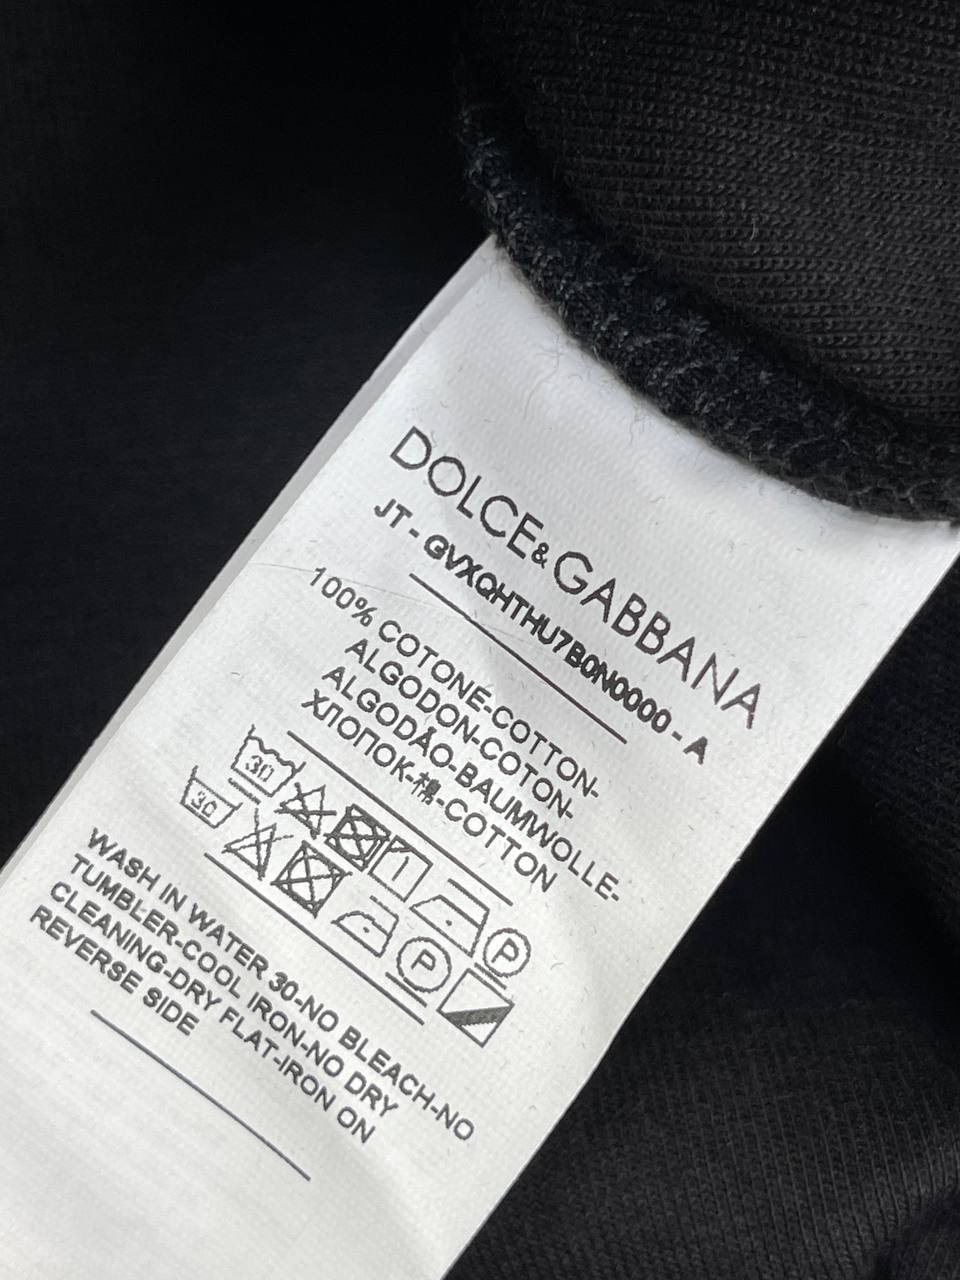 DOLCE&GABBANA
JT - GVXQHTHU7B0N0000 - A
100% COTONE-COTTON-
ALGODON-COTON-
ALGODÃO-BAUMWOLLE-
ХЛОПОК-棉-COTTON
30 1 P
30 P
WASH IN WATER 30-NO BLEACH-NO
TUMBLER-COOL IRON-NO DRY
CLEANING-DRY FLAT-IRON ON
REVERSE SIDE